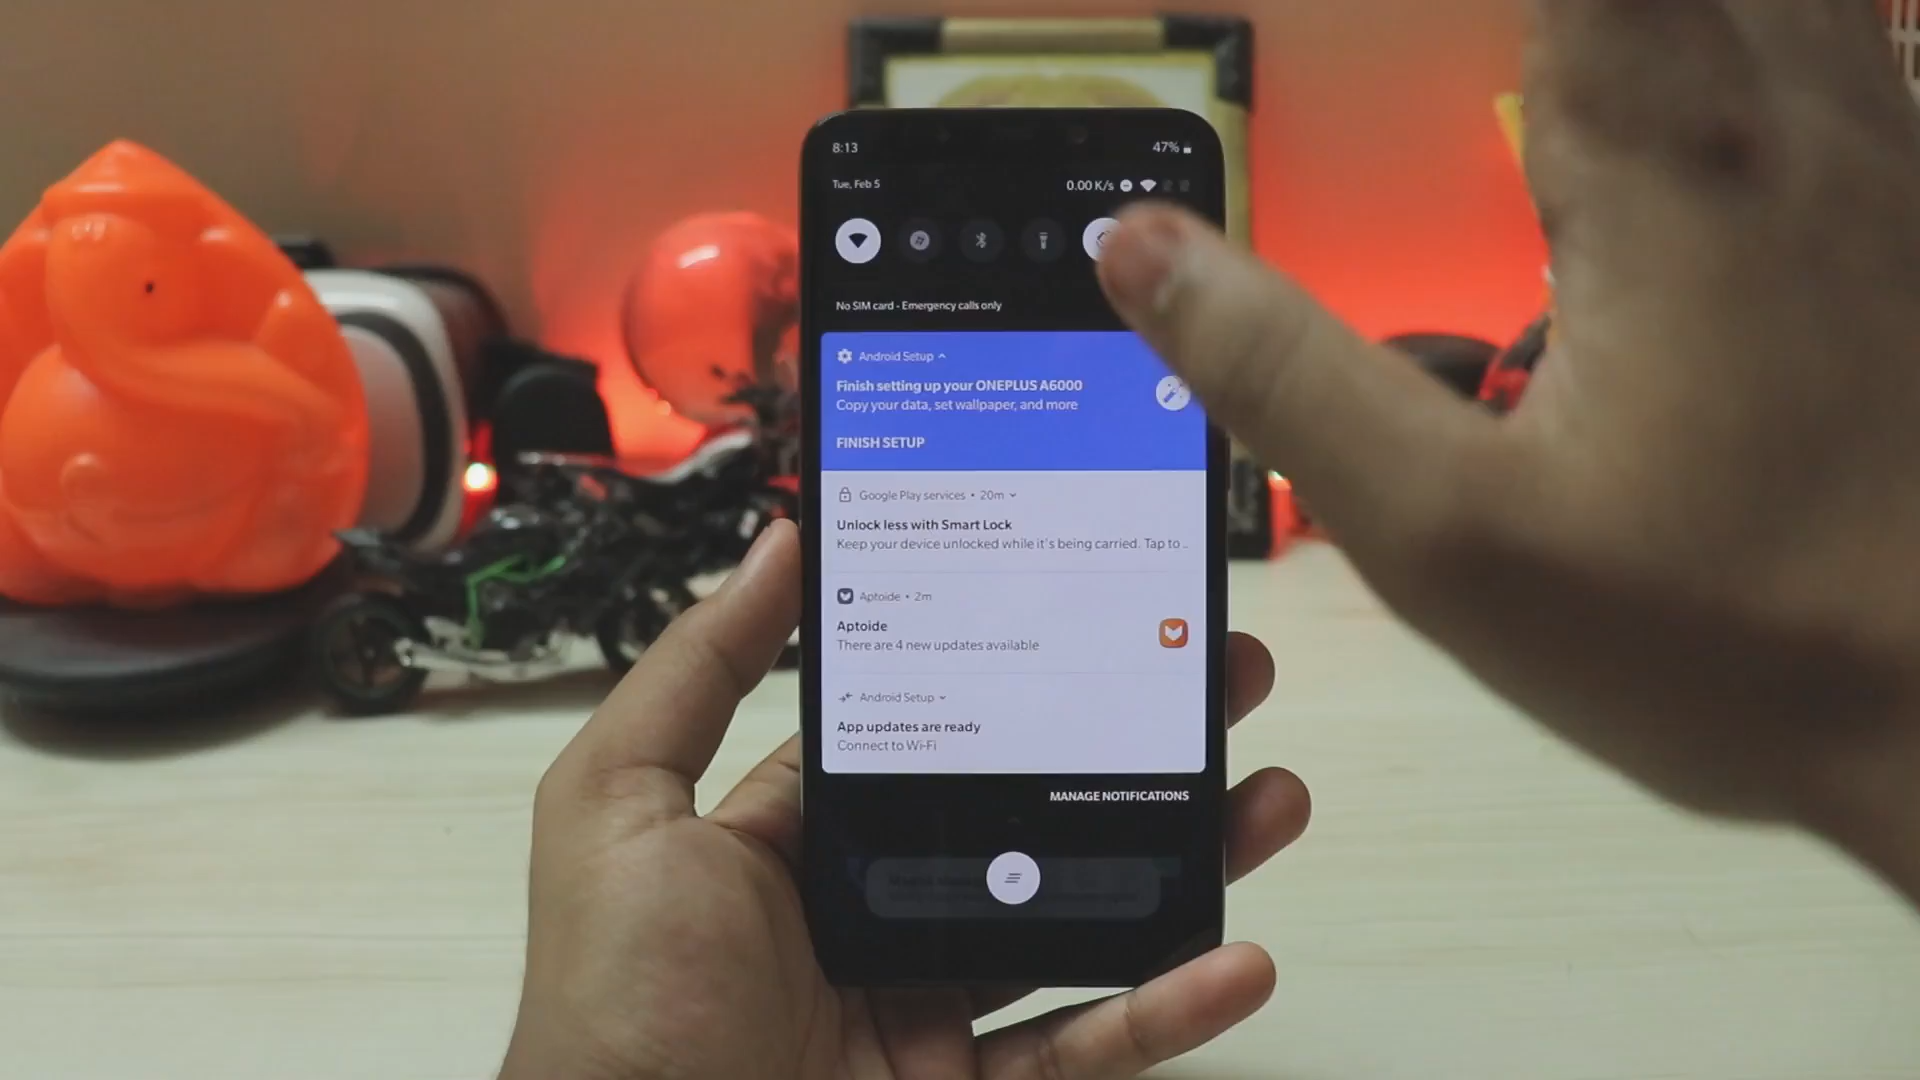 8:13
47%
Tue, Feb 5
0.00 K/s
No SIM card - Emergency calls only
Android Setup
Finish setting up your ONEPLUS A6000
Copy your data, set wallpaper, and more
FINISH SETUP
Google Play services • 20m
Unlock less with Smart Lock
Keep your device unlocked while it's being carried. Tap to ..
Aptoide • 2m
Aptoide
There are 4 new updates available
Android Setup
App updates are ready
Connect to Wi-Fi
MANAGE NOTIFICATIONS